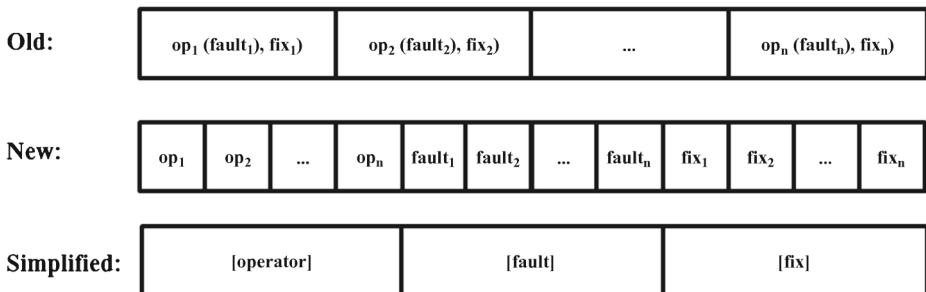 Old: op₁ (fault₁), fix₁) op₂ (fault₂), fix₂) ... opₙ (faultₙ), fixₙ)
New: op₁ op₂ ... opₙ fault₁ fault₂ ... faultₙ fix₁ fix₂ ... fixₙ
Simplified: [operator] [fault] [fix]